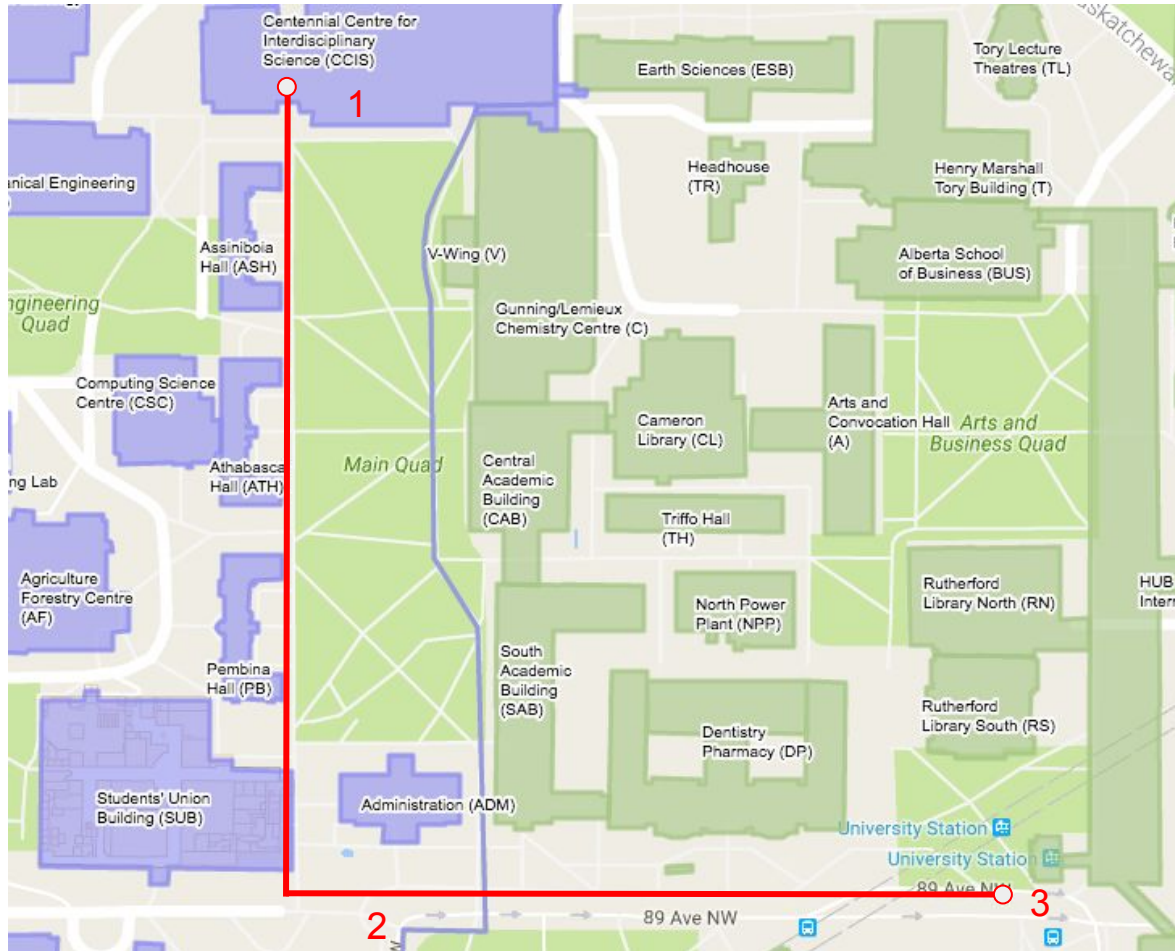 Centennial Centre for
Interdisciplinary
Science (CCIS)
1
Earth Sciences (ESB)
Tory Lecture
Theatres (TL)
anical Engineering
Headhouse
(TR)
Henry Marshall
Tory Building (T)
Assiniboia
Hall (ASH)
V-Wing (V)
Alberta School
of Business (BUS)
Quad
Gunning/Lemieux
Chemistry Centre (C)
Computing Science
Centre (CSC)
Cameron
Library (CL)
Arts and
Convocation Hall
(A)
Arts and
Business Quad
Main Quad
Athabasca
Hall (ATH)
ng Lab
Central
Academic
Building
(CAB)
Triffo Hall
(TH)
Agriculture
Forestry Centre
(AF)
North Power
Plant (NPP)
Rutherford
Library North (RN)
HUB
Intern
Pembina
Hall (PB)
South
Academic
Building
(SAB)
Dentistry
Pharmacy (DP)
Rutherford
Library South (RS)
Students' Union
Building (SUB)
Administration (ADM)
University Station
University Station
89 Ave NW
3
2
89 Ave NW